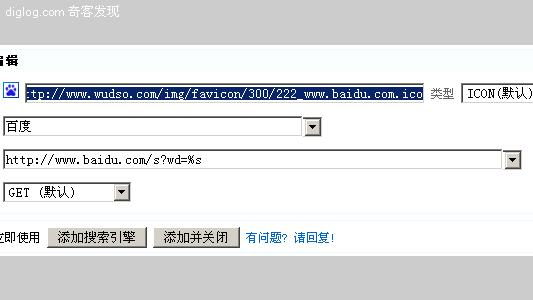 diglog.com 奇客发现
编辑
ttp://www.wudso.com/img/favicon/300/222_www.baidu.com.ico 类型 ICON(默认)
百度
http://www.baidu.com/s?wd=%s
GET (默认)
立即使用 添加搜索引擎 添加并关闭 有问题? 请回复!